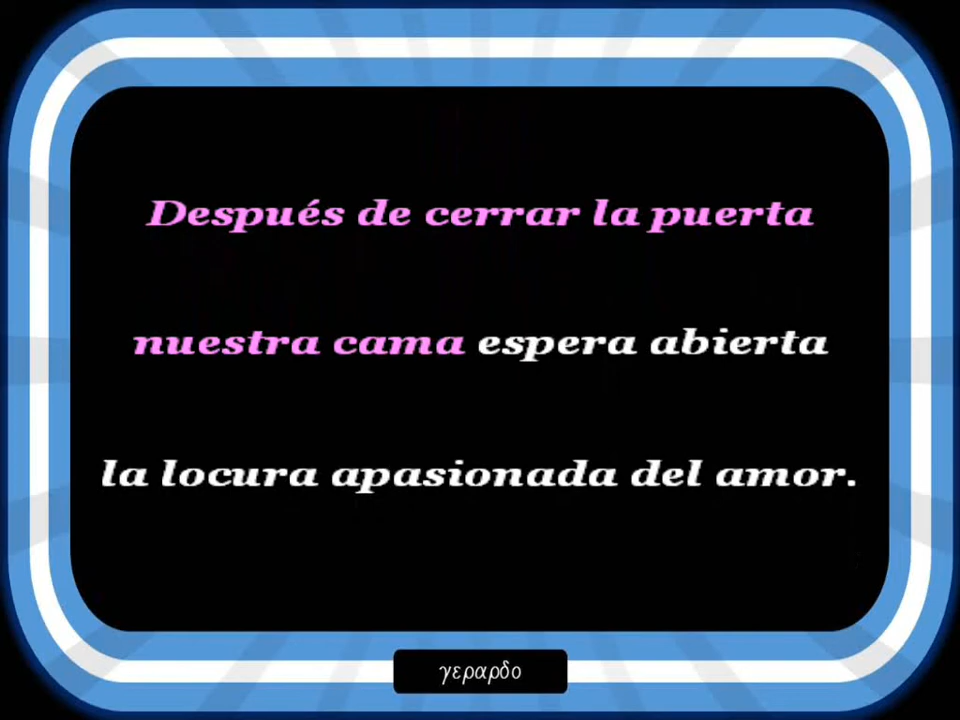 Después de cerrar la puerta
nuestra cama espera abierta
la locura apasionada del amor.
γεραρδο